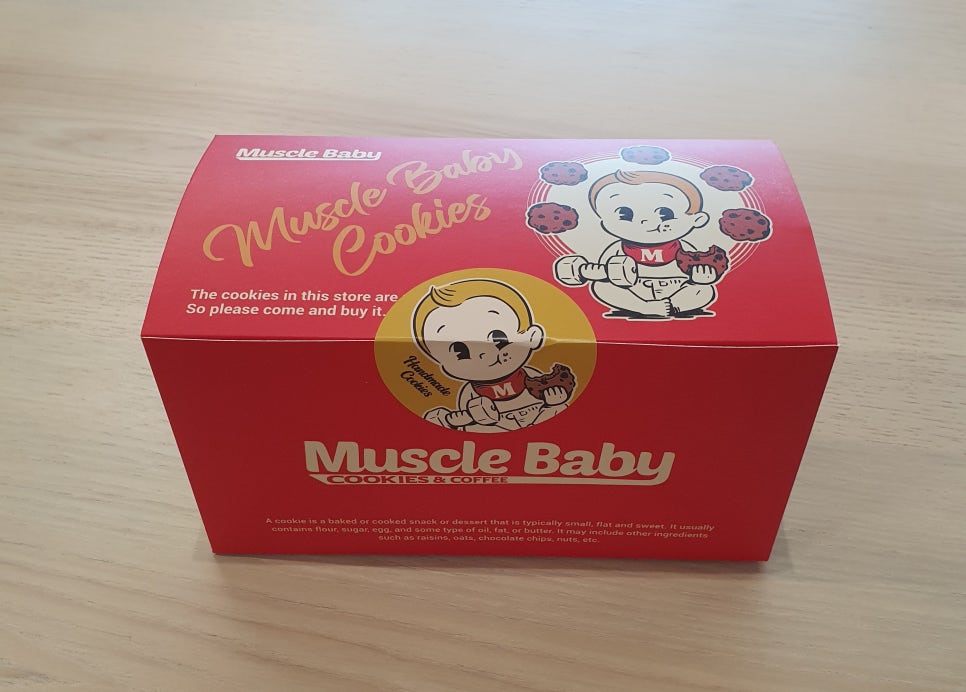 Muscle Baby
Muscle Baby
Cookies
The cookies in this store are
So please come and buy it.
M
Handmade
Cookies
M
Muscle Baby
COOKIES & COFFEE
A cookie is a baked or cooked snack or dessert that is typically small, flat and sweet. It usually
contains flour, sugar, egg, and some type of oil, fat, or butter. It may include other ingredients
such as raisins, oats, chocolate chips, nuts, etc.